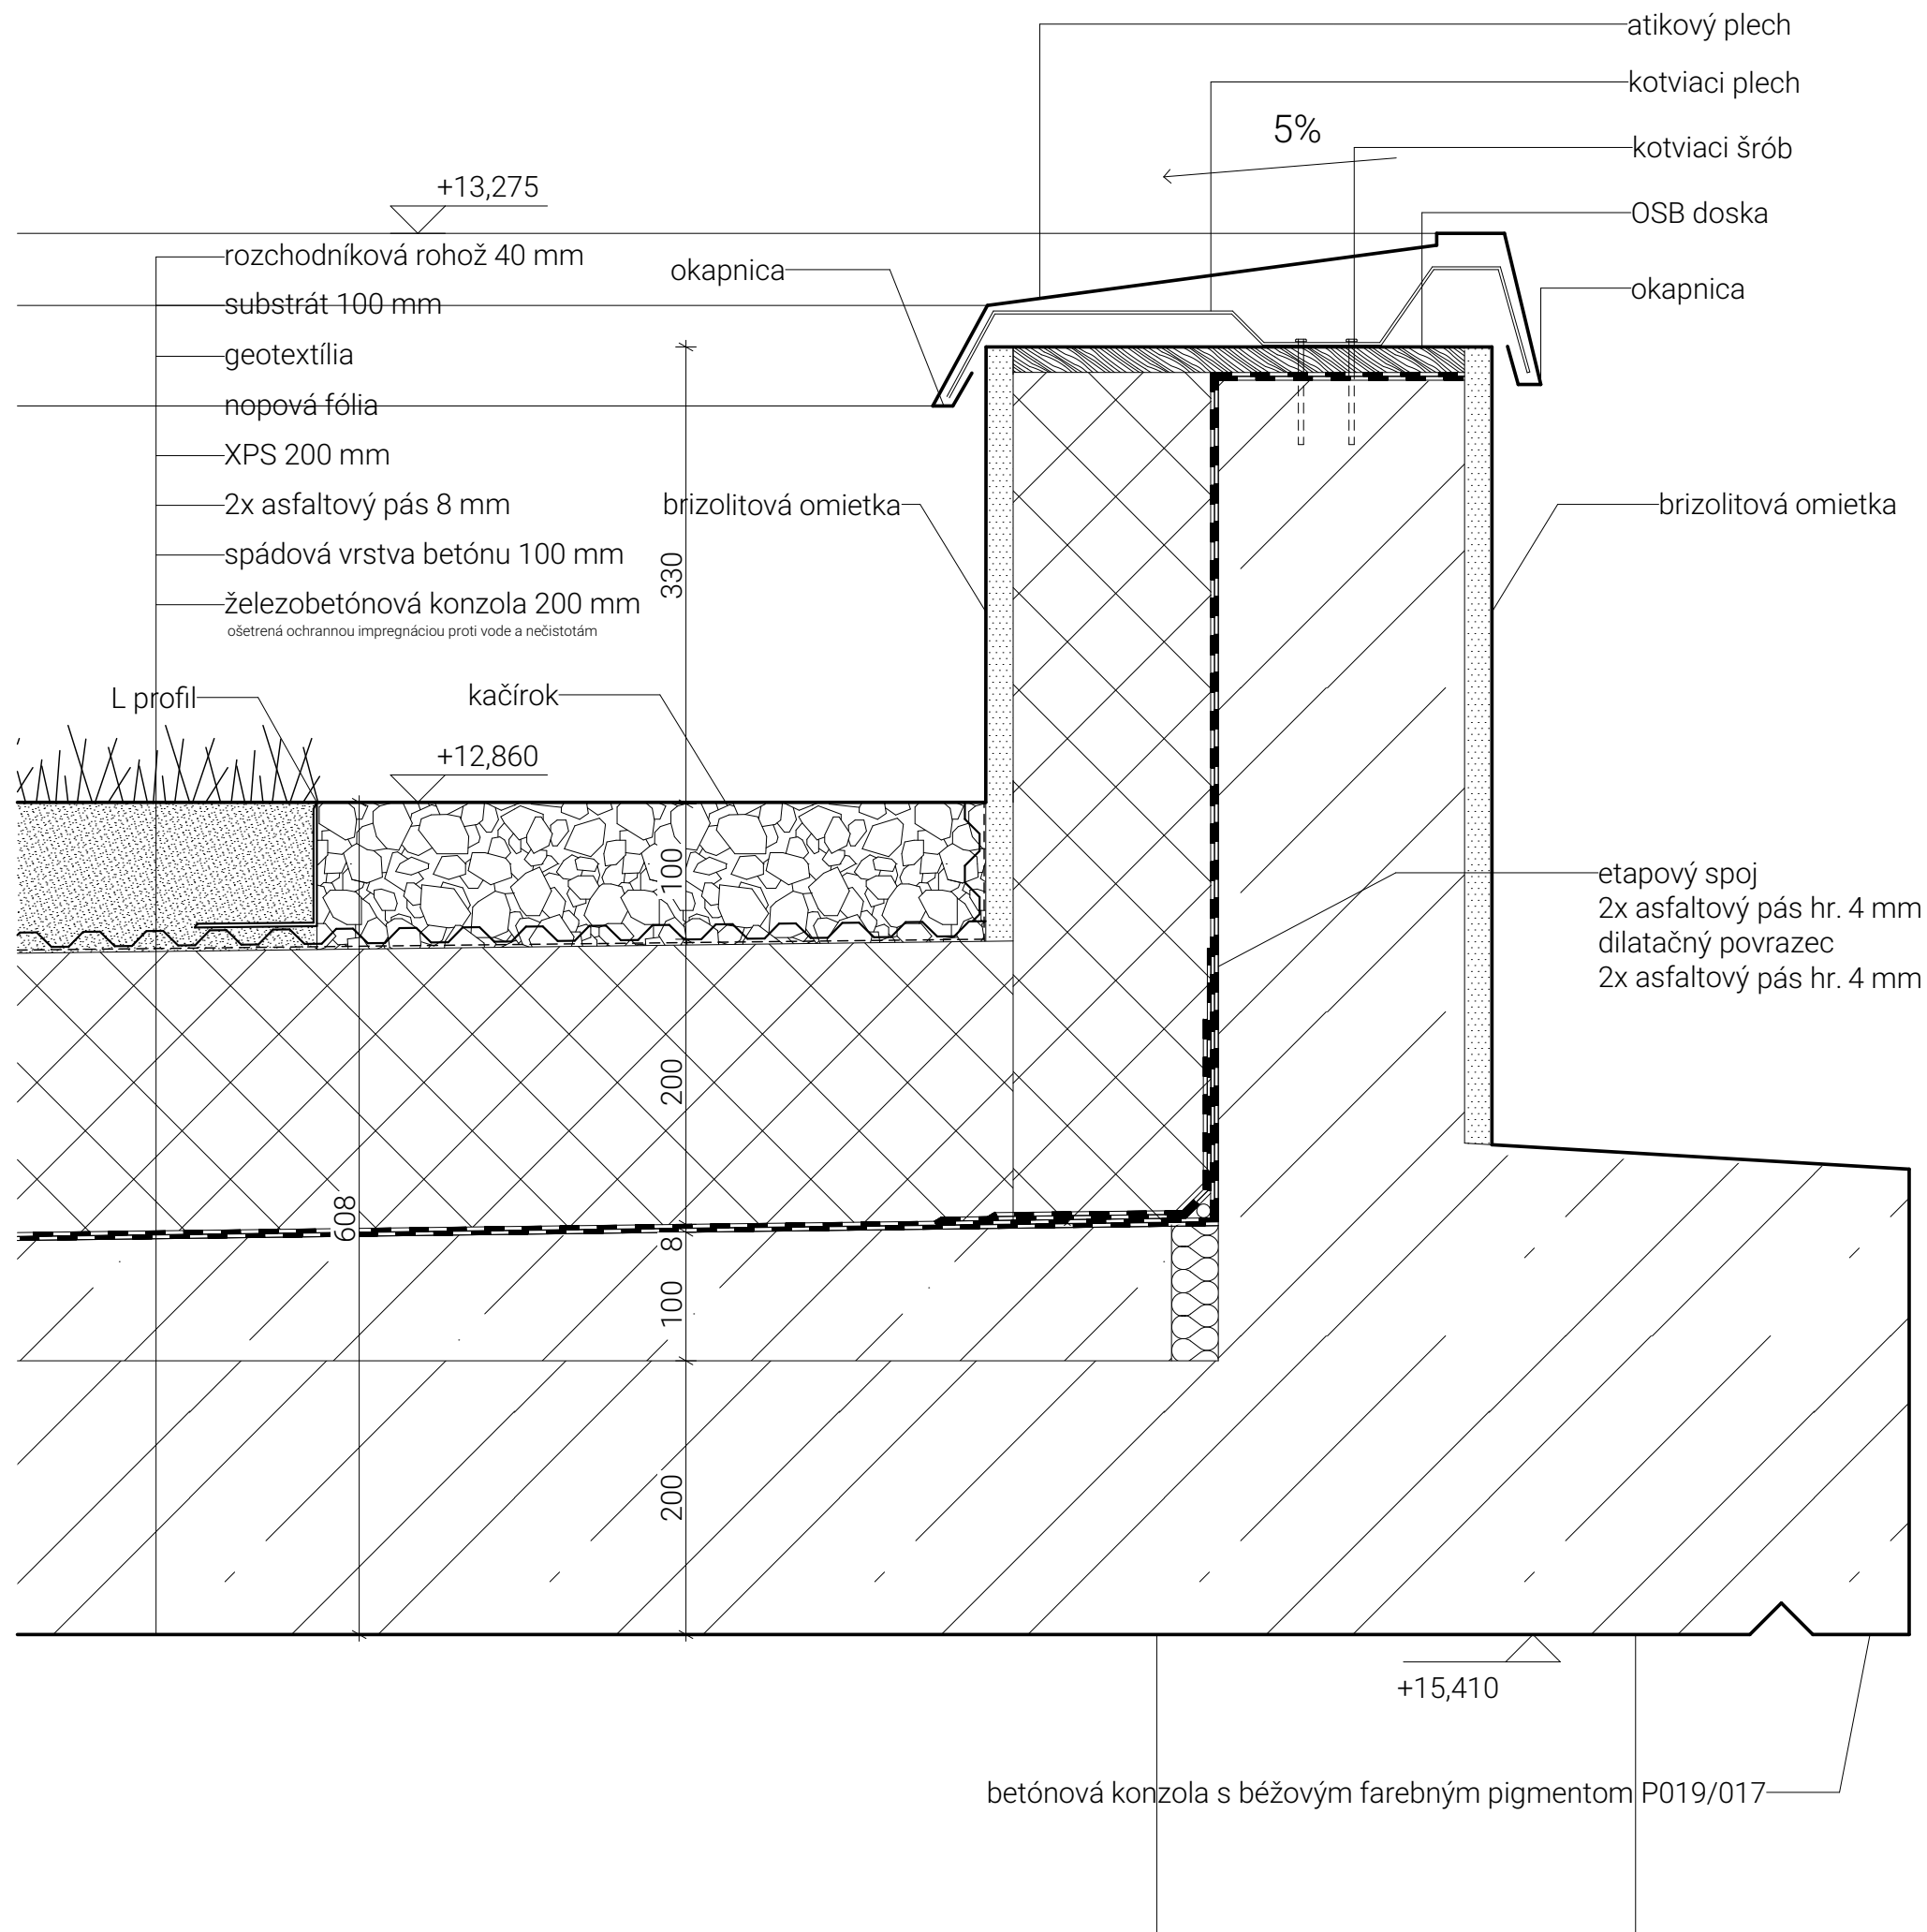 atikový plech
kotviaci plech
5%
kotviaci šrób
+13,275
OSB doska
rozchodníková rohož 40 mm
okapnica
okapnica
substrát 100 mm
geotextília
nopová fólia
XPS 200 mm
2x asfaltový pás 8 mm
brizolitová omietka
brizolitová omietka
spádová vrstva betónu 100 mm
330
železobetónová konzola 200 mm
ošetrená ochrannou impregnáciou proti vode a nečistotám
L profil
kačírok
+12,860
100
etapový spoj
2x asfaltový pás hr. 4 mm
dilatačný povrazec
2x asfaltový pás hr. 4 mm
200
608
8
100
200
+15,410
betónová konzola s béžovým farebným pigmentom P019/017